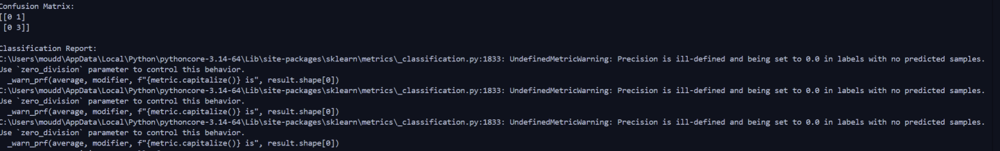 Confusion Matrix:
[[0 1]
 [0 3]]
Classification Report:
C:\Users\moudd\AppData\Local\Python\pythoncore-3.14-64\Lib\site-packages\sklearn\metrics\_classification.py:1833: UndefinedMetricWarning: Precision is ill-defined and being set to 0.0 in labels with no predicted samples.
Use `zero_division` parameter to control this behavior.
  _warn_prf(average, modifier, f"{metric.capitalize()} is", result.shape[0])
C:\Users\moudd\AppData\Local\Python\pythoncore-3.14-64\Lib\site-packages\sklearn\metrics\_classification.py:1833: UndefinedMetricWarning: Precision is ill-defined and being set to 0.0 in labels with no predicted samples.
Use `zero_division` parameter to control this behavior.
  _warn_prf(average, modifier, f"{metric.capitalize()} is", result.shape[0])
C:\Users\moudd\AppData\Local\Python\pythoncore-3.14-64\Lib\site-packages\sklearn\metrics\_classification.py:1833: UndefinedMetricWarning: Precision is ill-defined and being set to 0.0 in labels with no predicted samples.
Use `zero_division` parameter to control this behavior.
  _warn_prf(average, modifier, f"{metric.capitalize()} is", result.shape[0])